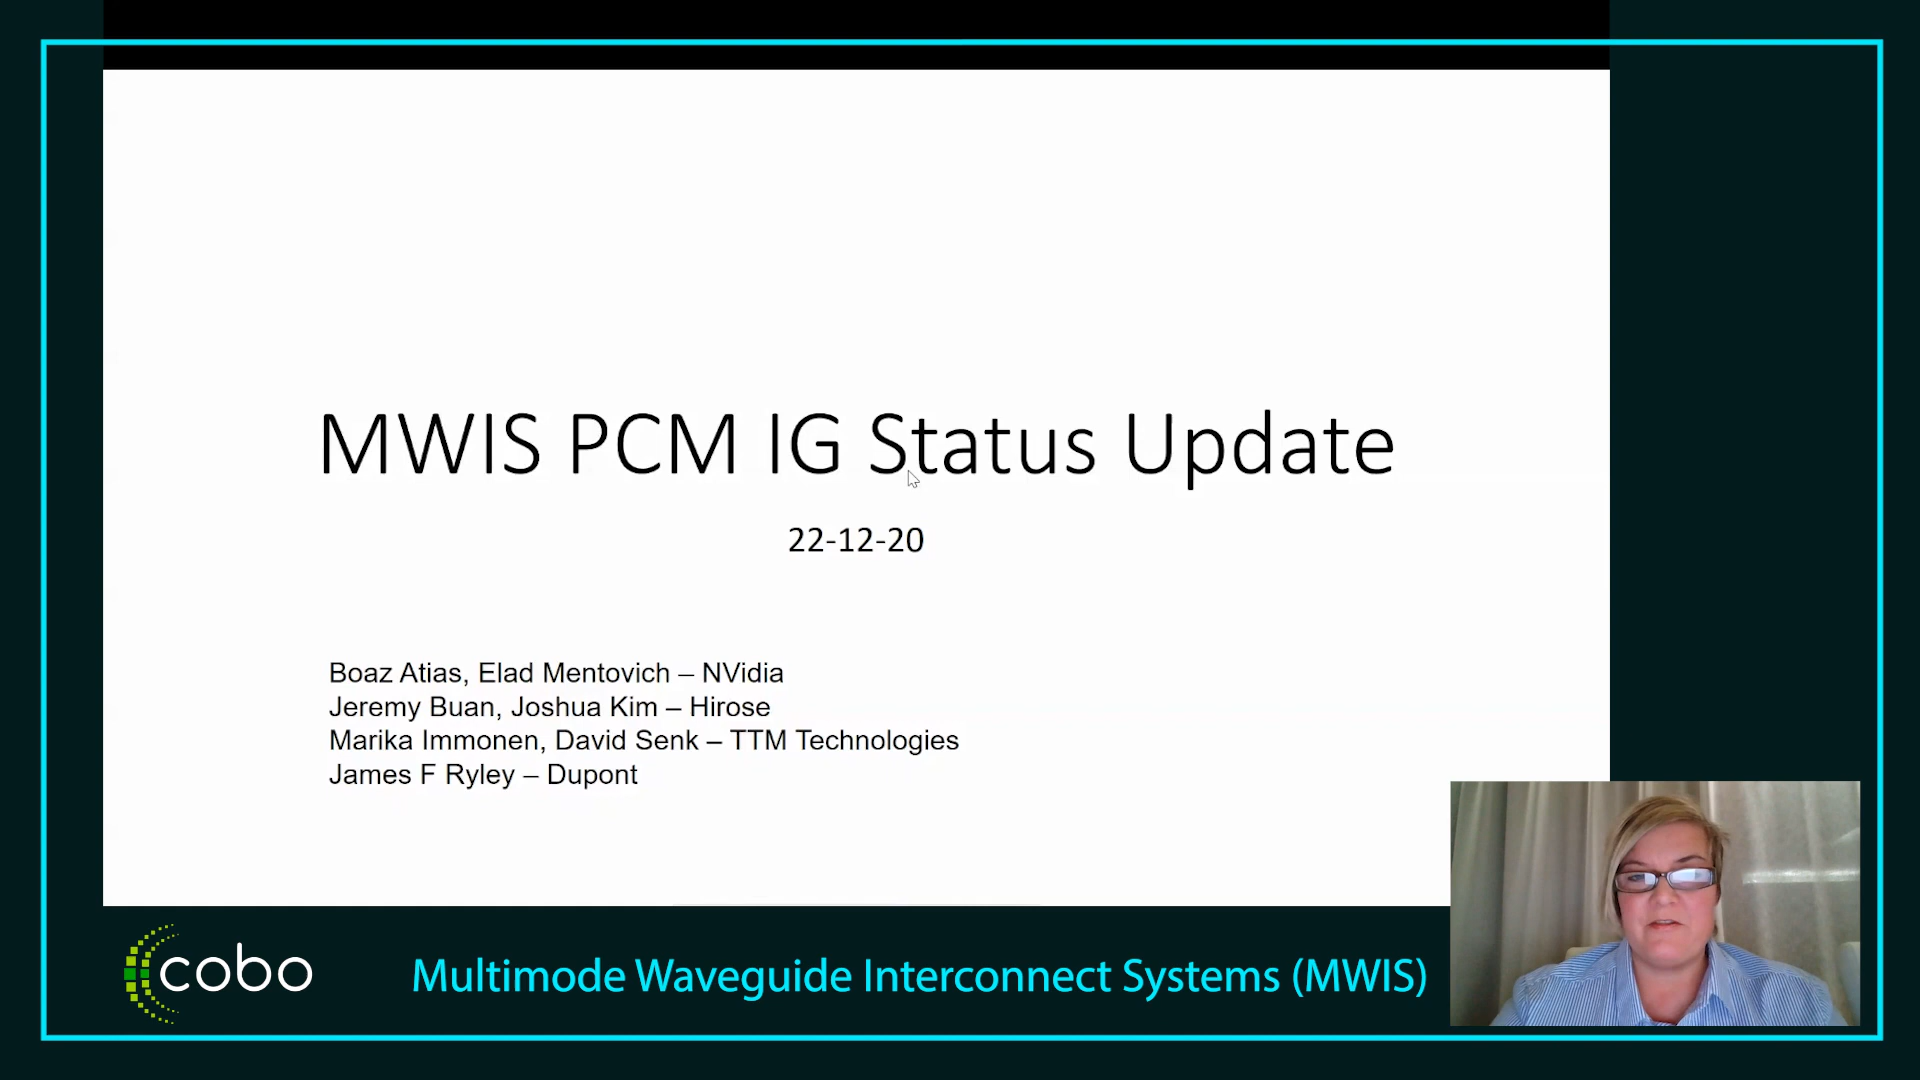 MWIS PCM IG Status Update
22-12-20
Boaz Atias, Elad Mentovich – NVidia
Jeremy Buan, Joshua Kim – Hirose
Marika Immonen, David Senk – TTM Technologies
James F Ryley – Dupont
cobo
Multimode Waveguide Interconnect Systems (MWIS)